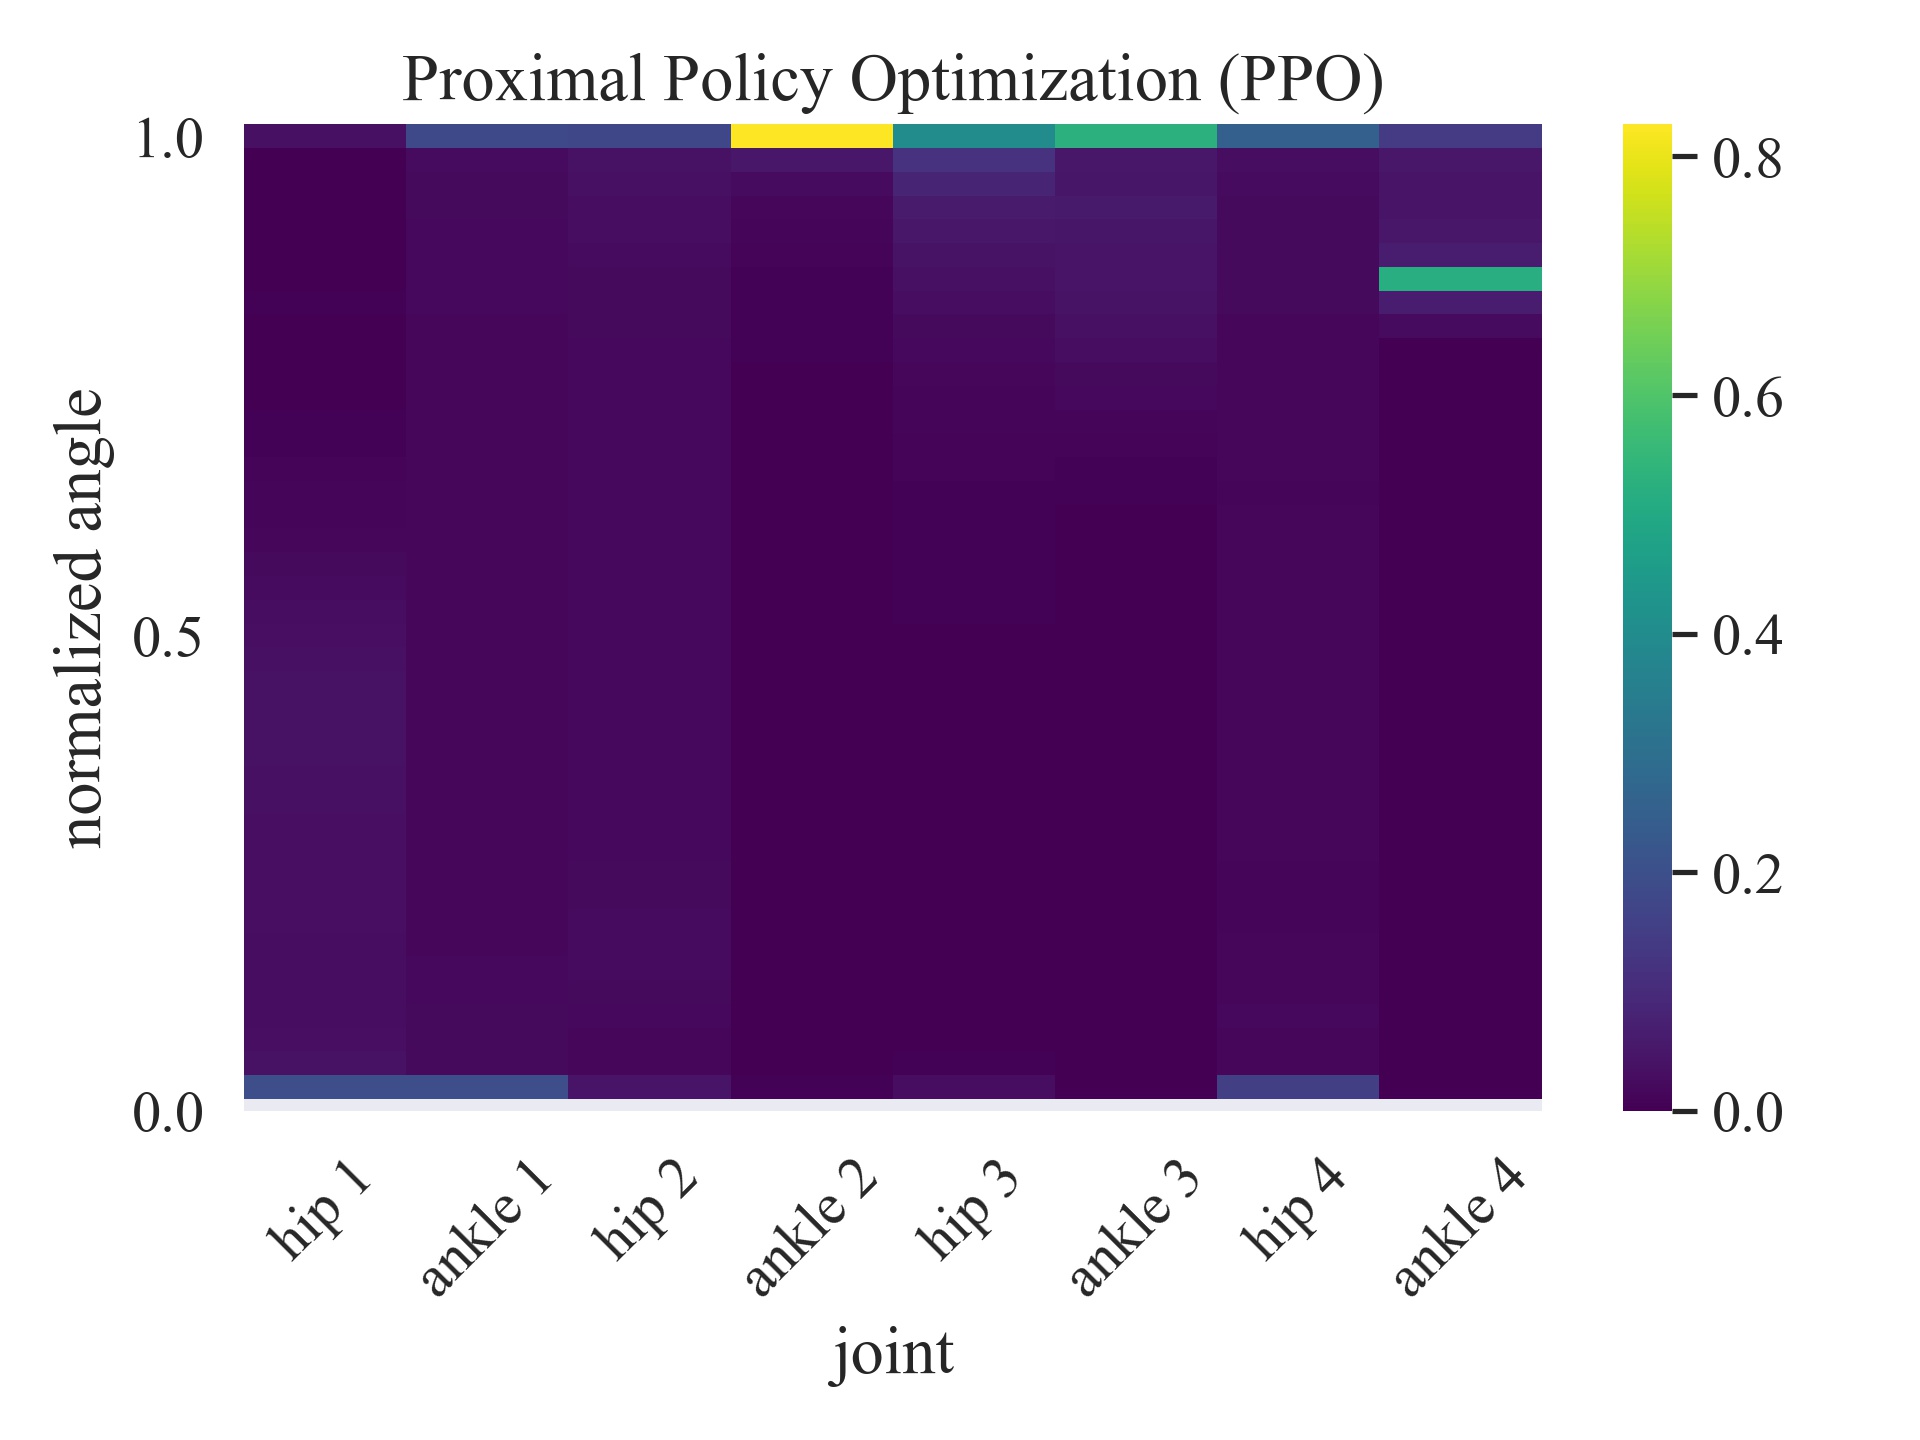 Proximal Policy Optimization (PPO)
1.0
0.5
0.0
normalized angle
hip 1
ankle 1
hip 2
ankle 2
hip 3
ankle 3
hip 4
ankle 4
joint
0.8
0.6
0.4
0.2
0.0